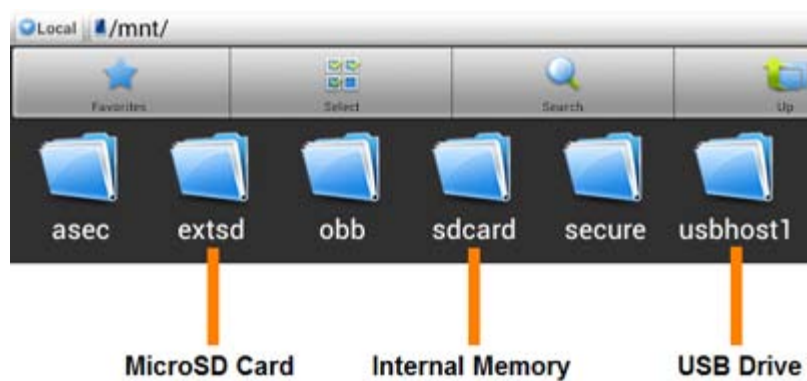 Local /mnt/
Favorites Select Search Up
asec extsd obb sdcard secure usbhost1
MicroSD Card Internal Memory USB Drive